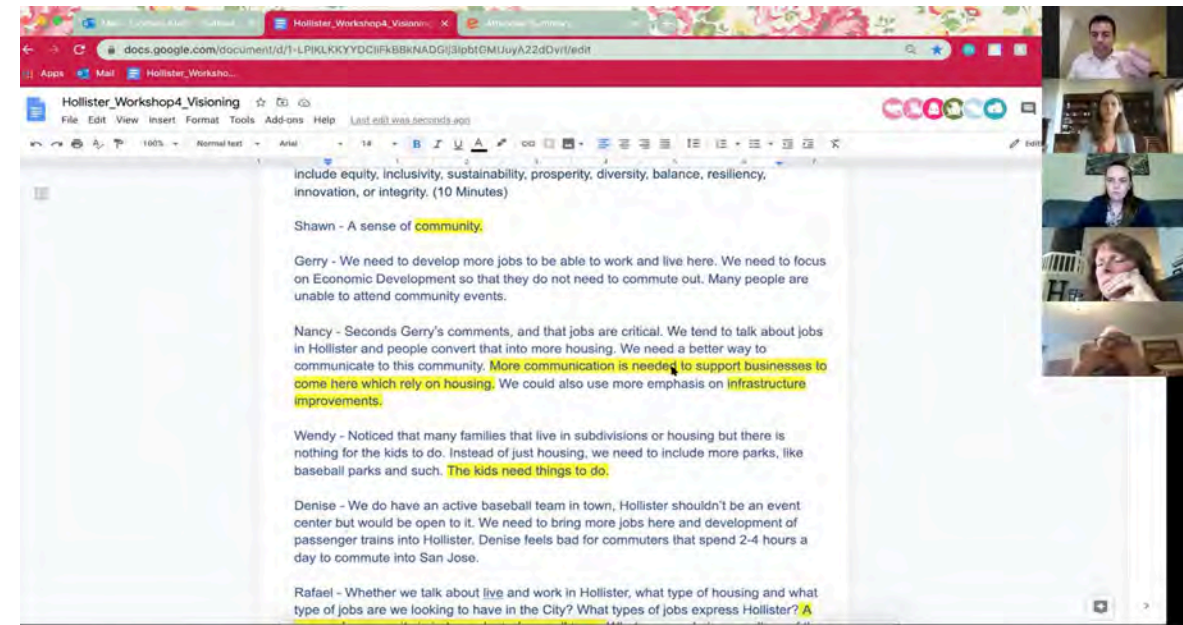 Hollister_Workshop4_Visionin
docs.google.com/document/d/
Apps Mail Hollister_Worksho...
Hollister_Workshop4_Visioning
File Edit View Insert Format Tools Add-ons Help Last edit was seconds ago
100% Normal text Arial 14 B I U A
include equity, inclusivity, sustainability, prosperity, diversity, balance, resiliency,
innovation, or integrity. (10 Minutes)
Shawn - A sense of community.
Gerry - We need to develop more jobs to be able to work and live here. We need to focus
on Economic Development so that they do not need to commute out. Many people are
unable to attend community events.
Nancy - Seconds Gerry's comments, and that jobs are critical. We tend to talk about jobs
in Hollister and people convert that into more housing. We need a better way to
communicate to this community. More communication is needed to support businesses to
come here which rely on housing. We could also use more emphasis on infrastructure
improvements.
Wendy - Noticed that many families that live in subdivisions or housing but there is
nothing for the kids to do. Instead of just housing, we need to include more parks, like
baseball parks and such. The kids need things to do.
Denise - We do have an active baseball team in town, Hollister shouldn't be an event
center but would be open to it. We need to bring more jobs here and development of
passenger trains into Hollister. Denise feels bad for commuters that spend 2-4 hours a
day to commute into San Jose.
Rafael - Whether we talk about live and work in Hollister, what type of housing and what
type of jobs are we looking to have in the City? What types of jobs express Hollister? A